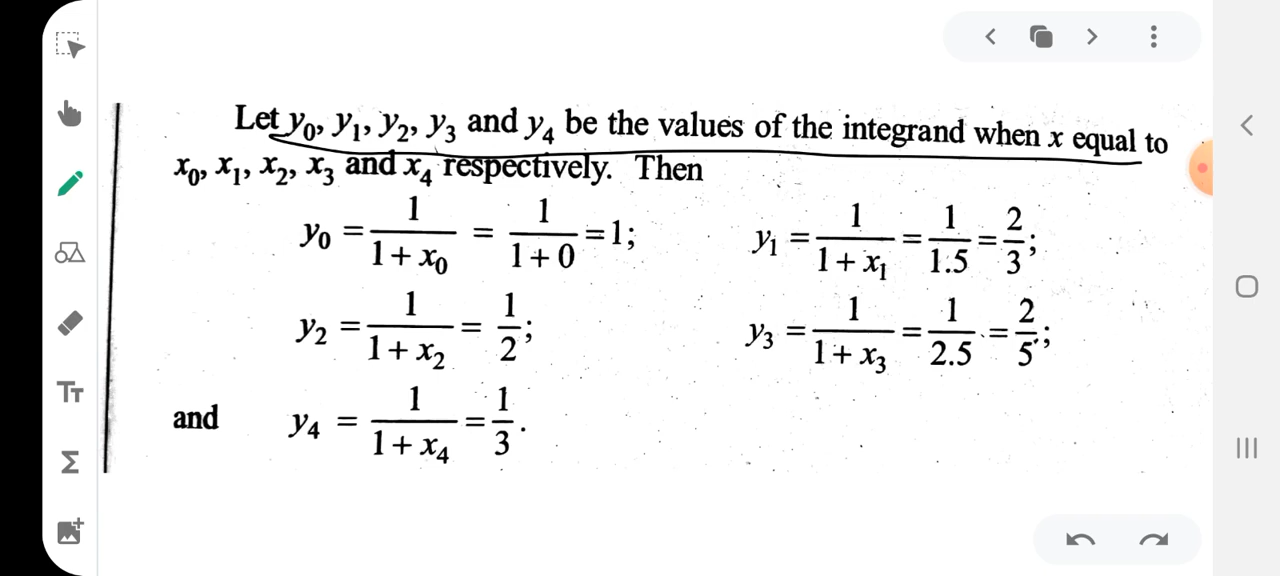 Let y₀, y₁, y₂, y₃ and y₄ be the values of the integrand when x equal to
x₀, x₁, x₂, x₃ and x₄ respectively. Then
y₀ = 1/(1 + x₀) = 1/(1 + 0) = 1; y₁ = 1/(1 + x₁) = 1/1.5 = 2/3;
y₂ = 1/(1 + x₂) = 1/2; y₃ = 1/(1 + x₃) = 1/2.5 = 2/5;
and y₄ = 1/(1 + x₄) = 1/3.